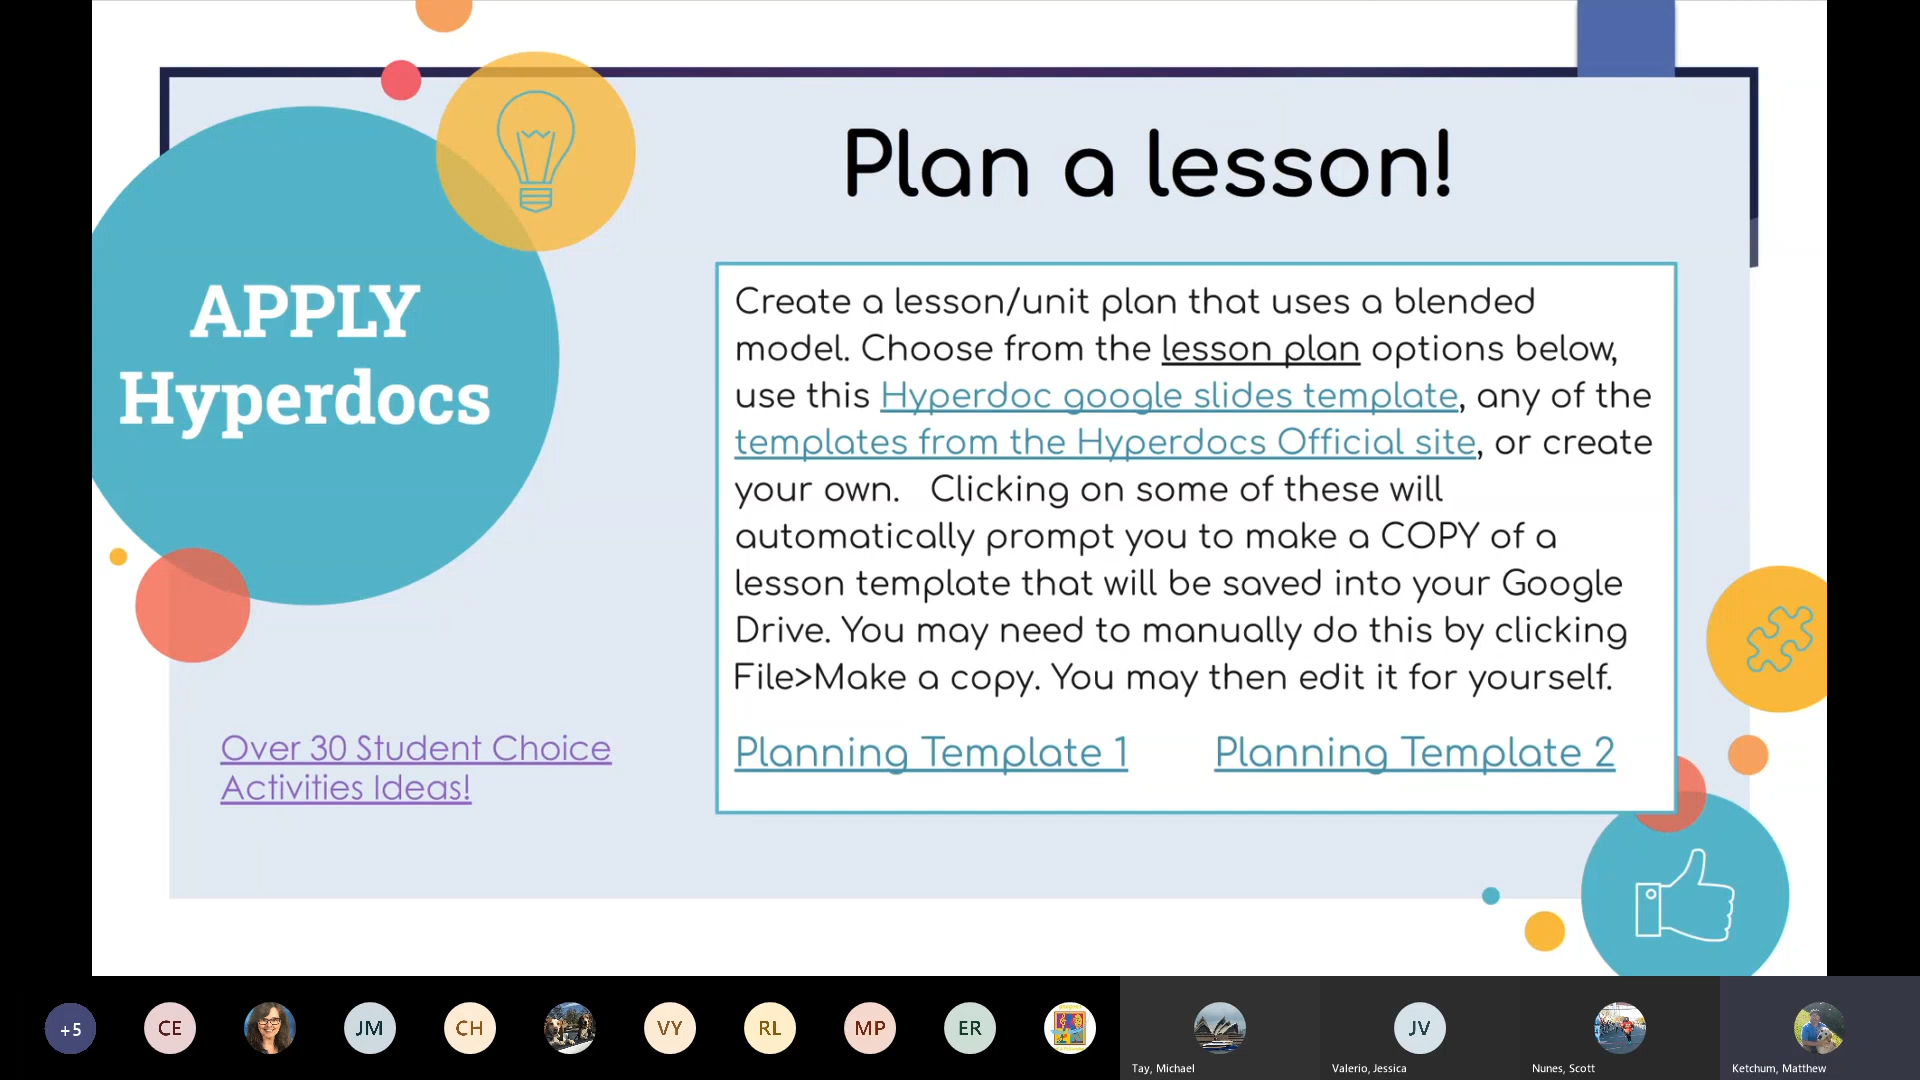 Plan a lesson!
APPLY
Hyperdocs
Create a lesson/unit plan that uses a blended
model. Choose from the lesson plan options below,
use this Hyperdoc google slides template, any of the
templates from the Hyperdocs Official site, or create
your own.   Clicking on some of these will
automatically prompt you to make a COPY of a
lesson template that will be saved into your Google
Drive. You may need to manually do this by clicking
File>Make a copy. You may then edit it for yourself.
Planning Template 1
Planning Template 2
Over 30 Student Choice
Activities Ideas!
+5
CE
JM
CH
VY
RL
MP
ER
Tay, Michael
JV
Valerio, Jessica
Nunes, Scott
Ketchum, Matthew